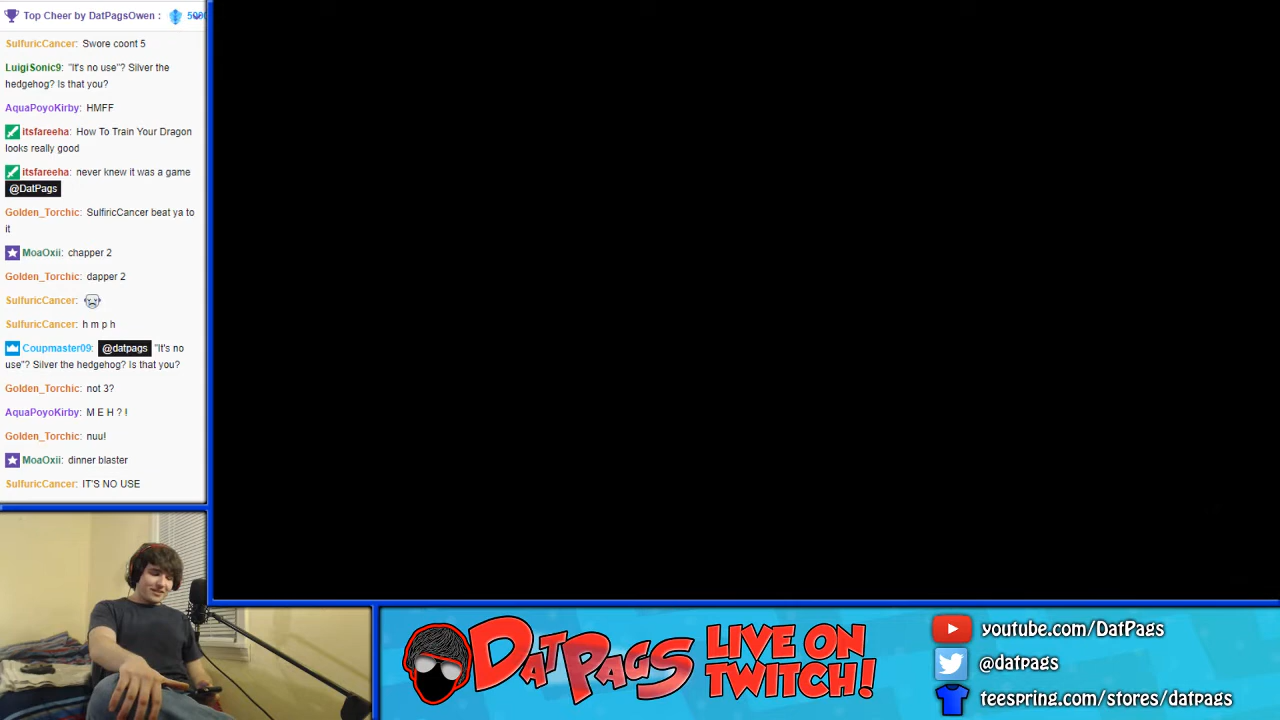 Top Cheer by DatPagsOwen :
SulfuricCancer: Swore coont 5
LuigiSonic9: "It's no use"? Silver the
hedgehog? Is that you?
AquaPoyoKirby: HMFF
itsfareeha: How To Train Your Dragon
looks really good
itsfareeha: never knew it was a game
@DatPags
Golden_Torchic: SulfiricCancer beat ya to
it
MoaOxii: chapper 2
Golden_Torchic: dapper 2
SulfuricCancer:
SulfuricCancer: h m p h
Coupmaster09: @datpags "It's no
use"? Silver the hedgehog? Is that you?
Golden_Torchic: not 3?
AquaPoyoKirby: M E H ? !
Golden_Torchic: nuu!
MoaOxii: dinner blaster
SulfuricCancer: IT'S NO USE
DATPAGS
LIVE ON
TWITCH!
youtube.com/DatPags
@datpags
teespring.com/stores/datpags